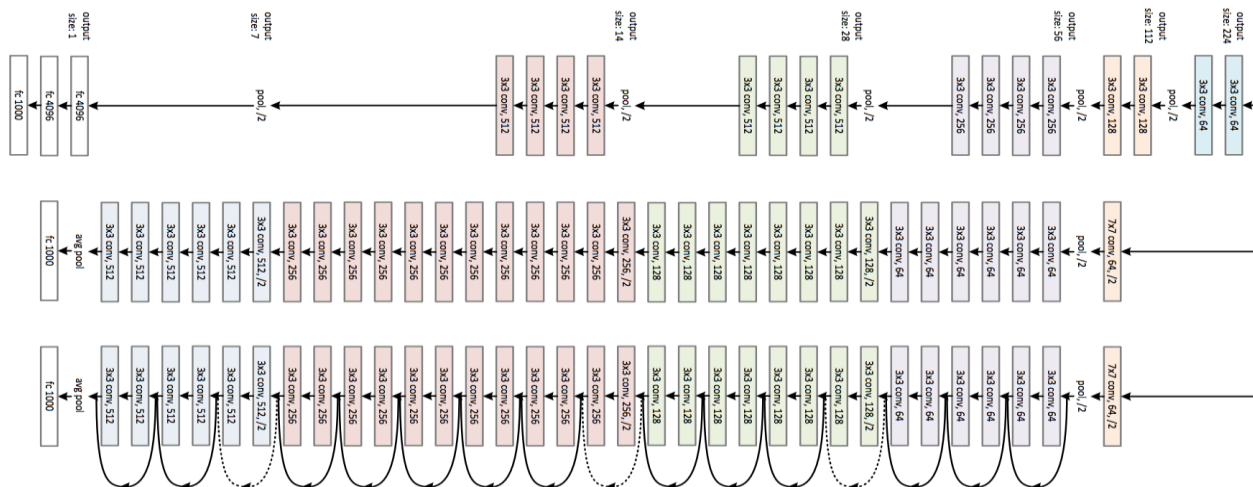 output
size: 224
output
size: 112
output
size: 56
output
size: 28
output
size: 14
output
size: 7
output
size: 1
3x3 conv, 64
3x3 conv, 64
pool, /2
3x3 conv, 128
3x3 conv, 128
pool, /2
3x3 conv, 256
3x3 conv, 256
3x3 conv, 256
3x3 conv, 256
pool, /2
3x3 conv, 512
3x3 conv, 512
3x3 conv, 512
3x3 conv, 512
pool, /2
3x3 conv, 512
3x3 conv, 512
3x3 conv, 512
3x3 conv, 512
pool, /2
fc 4096
fc 4096
fc 1000
7x7 conv, 64, /2
pool, /2
3x3 conv, 64
3x3 conv, 64
3x3 conv, 64
3x3 conv, 64
3x3 conv, 64
3x3 conv, 64
3x3 conv, 128, /2
3x3 conv, 128
3x3 conv, 128
3x3 conv, 128
3x3 conv, 128
3x3 conv, 128
3x3 conv, 128
3x3 conv, 128
3x3 conv, 256, /2
3x3 conv, 256
3x3 conv, 256
3x3 conv, 256
3x3 conv, 256
3x3 conv, 256
3x3 conv, 256
3x3 conv, 256
3x3 conv, 256
3x3 conv, 256
3x3 conv, 256
3x3 conv, 256
3x3 conv, 512, /2
3x3 conv, 512
3x3 conv, 512
3x3 conv, 512
3x3 conv, 512
3x3 conv, 512
avg pool
fc 1000
7x7 conv, 64, /2
pool, /2
3x3 conv, 64
3x3 conv, 64
3x3 conv, 64
3x3 conv, 64
3x3 conv, 64
3x3 conv, 64
3x3 conv, 128, /2
3x3 conv, 128
3x3 conv, 128
3x3 conv, 128
3x3 conv, 128
3x3 conv, 128
3x3 conv, 128
3x3 conv, 128
3x3 conv, 256, /2
3x3 conv, 256
3x3 conv, 256
3x3 conv, 256
3x3 conv, 256
3x3 conv, 256
3x3 conv, 256
3x3 conv, 256
3x3 conv, 256
3x3 conv, 256
3x3 conv, 256
3x3 conv, 256
3x3 conv, 512, /2
3x3 conv, 512
3x3 conv, 512
3x3 conv, 512
3x3 conv, 512
3x3 conv, 512
avg pool
fc 1000